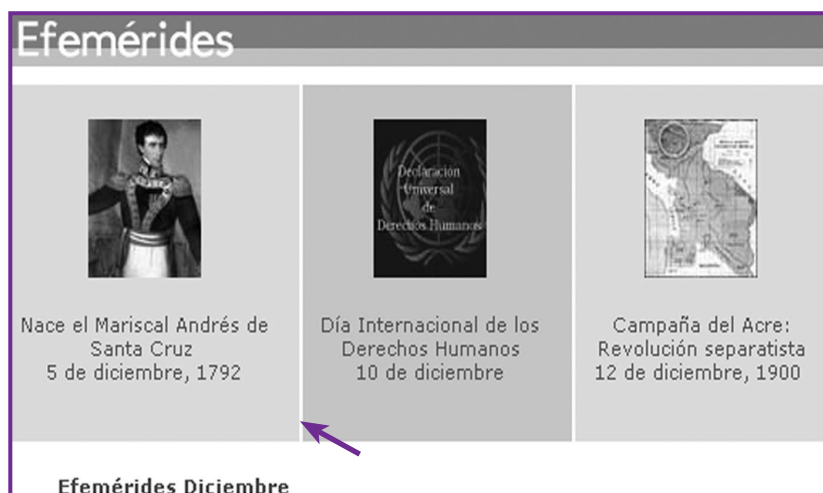 Efemérides
Declaración
Universal
de
Derechos Humanos
Nace el Mariscal Andrés de
Santa Cruz
5 de diciembre, 1792
Día Internacional de los
Derechos Humanos
10 de diciembre
Campaña del Acre:
Revolución separatista
12 de diciembre, 1900
Efemérides Diciembre